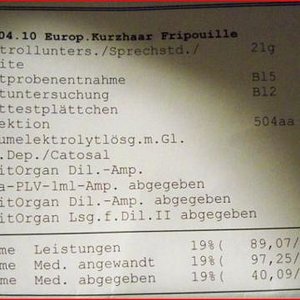 04.10 Europ.Kurzhaar Fripouille
trollunters./Sprechstd./ 21g
ite
tprobenentnahme B15
tuntersuchung B12
ttestplättchen
ektion 504aa
umelektrolytlösg.m.Gl.
.Dep./Catosal
itOrgan Dil.-Amp.
a-PLV-1ml-Amp. abgegeben
itOrgan Dil.-Amp. abgegeben
itOrgan Lsg.f.Dil.II abgegeben
me Leistungen 19%( 89,07/
me Med. angewandt 19%( 97,25/
me Med. abgegeben 19%( 40,09/